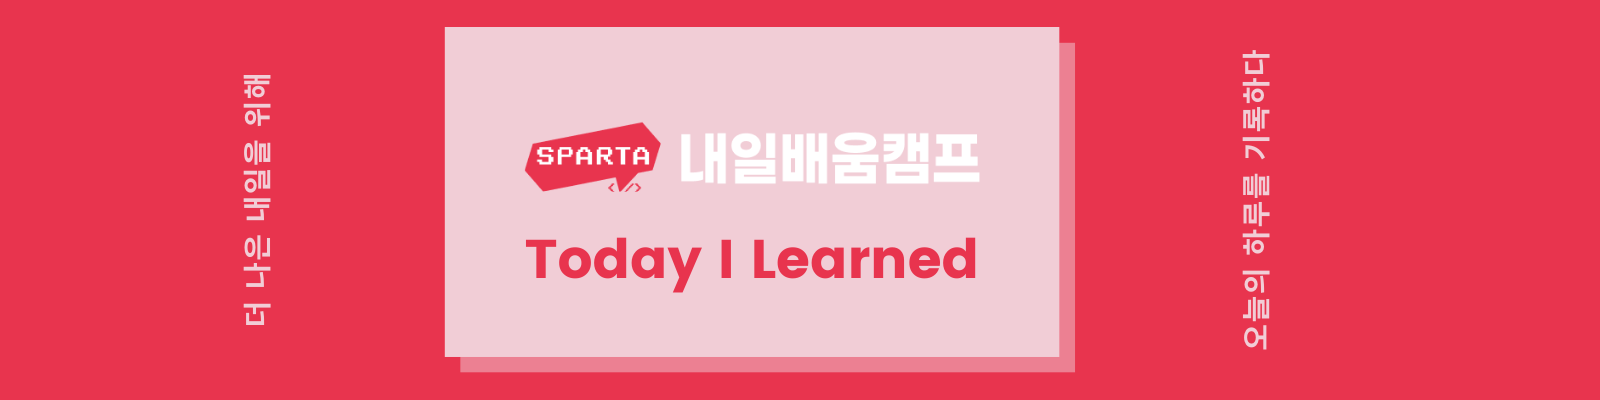 더 나은 내일을 위해
SPARTA
</>
내일배움캠프
Today I Learned
오늘의 하루를 기록하다